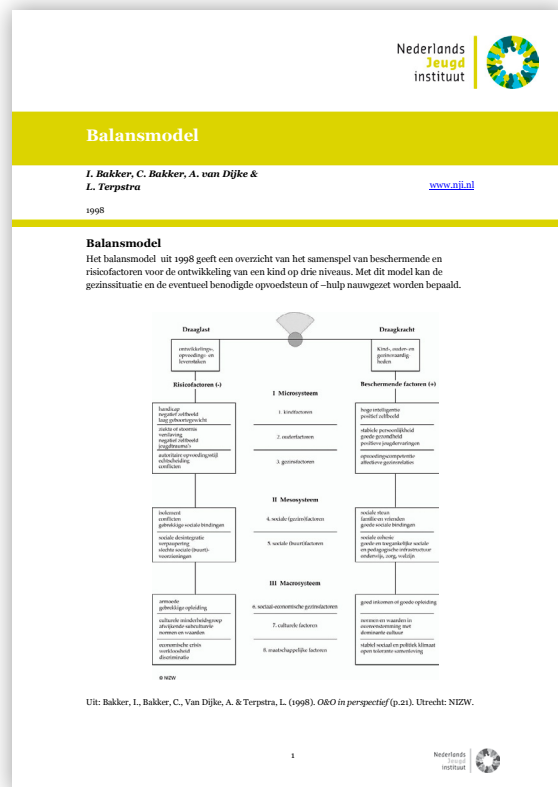 Nederlands
Jeugd
instituut
Balansmodel
I. Bakker, C. Bakker, A. van Dijke &
L. Terpstra
www.nji.nl
1998
Balansmodel
Het balansmodel uit 1998 geeft een overzicht van het samenspel van beschermende en
risicofactoren voor de ontwikkeling van een kind op drie niveaus. Met dit model kan de
gezinssituatie en de eventueel benodigde opvoedsteun of –hulp nauwgezet worden bepaald.
Draaglast
Draagkracht
ontwikkelings-,
opvoedings- en
levenstaken
Kind-, ouder- en
gezinsvaardig
heden
Risicofactoren (-)
Beschermende factoren (+)
I Microsysteem
handicap
negatief zelfbeeld
laag geboortegewicht
1. kindfactoren
hoge intelligentie
positief zelfbeeld
ziekte of stoornis
verslaving
negatief zelfbeeld
jeugdtrauma's
2. ouderfactoren
stabiele persoonlijkheid
goede gezondheid
positieve jeugdervaringen
autoritaire opvoedingsstijl
echtscheiding
conflicten
3. gezinsfactoren
opvoedingscompetentie
affectieve gezinsrelaties
II Mesosysteem
isolement
conflicten
gebrekkige sociale bindingen
4. sociale (gezins)factoren
sociale steun
familie en vrienden
goede sociale bindingen
sociale desintegratie
verpaupering
slechte sociale (buurt)-
voorzieningen
5. sociale (buurt)factoren
sociale cohesie
goede en toegankelijke sociale
en pedagogische infrastructuur
onderwijs, zorg, welzijn
III Macrosysteem
armoede
gebrekkige opleiding
6. sociaal-economische gezinsfactoren
goed inkomen of goede opleiding
culturele minderheidsgroep
afwijkende subculturele
normen en waarden
7. culturele factoren
normen en waarden in
overeenstemming met
dominante cultuur
economische crisis
werkloosheid
discriminatie
8. maatschappelijke factoren
stabiel sociaal en politiek klimaat
open tolerante samenleving
© NIZW
Uit: Bakker, I., Bakker, C., Van Dijke, A. & Terpstra, L. (1998). O&O in perspectief (p.21). Utrecht: NIZW.
1
Nederlands
Jeugd
instituut